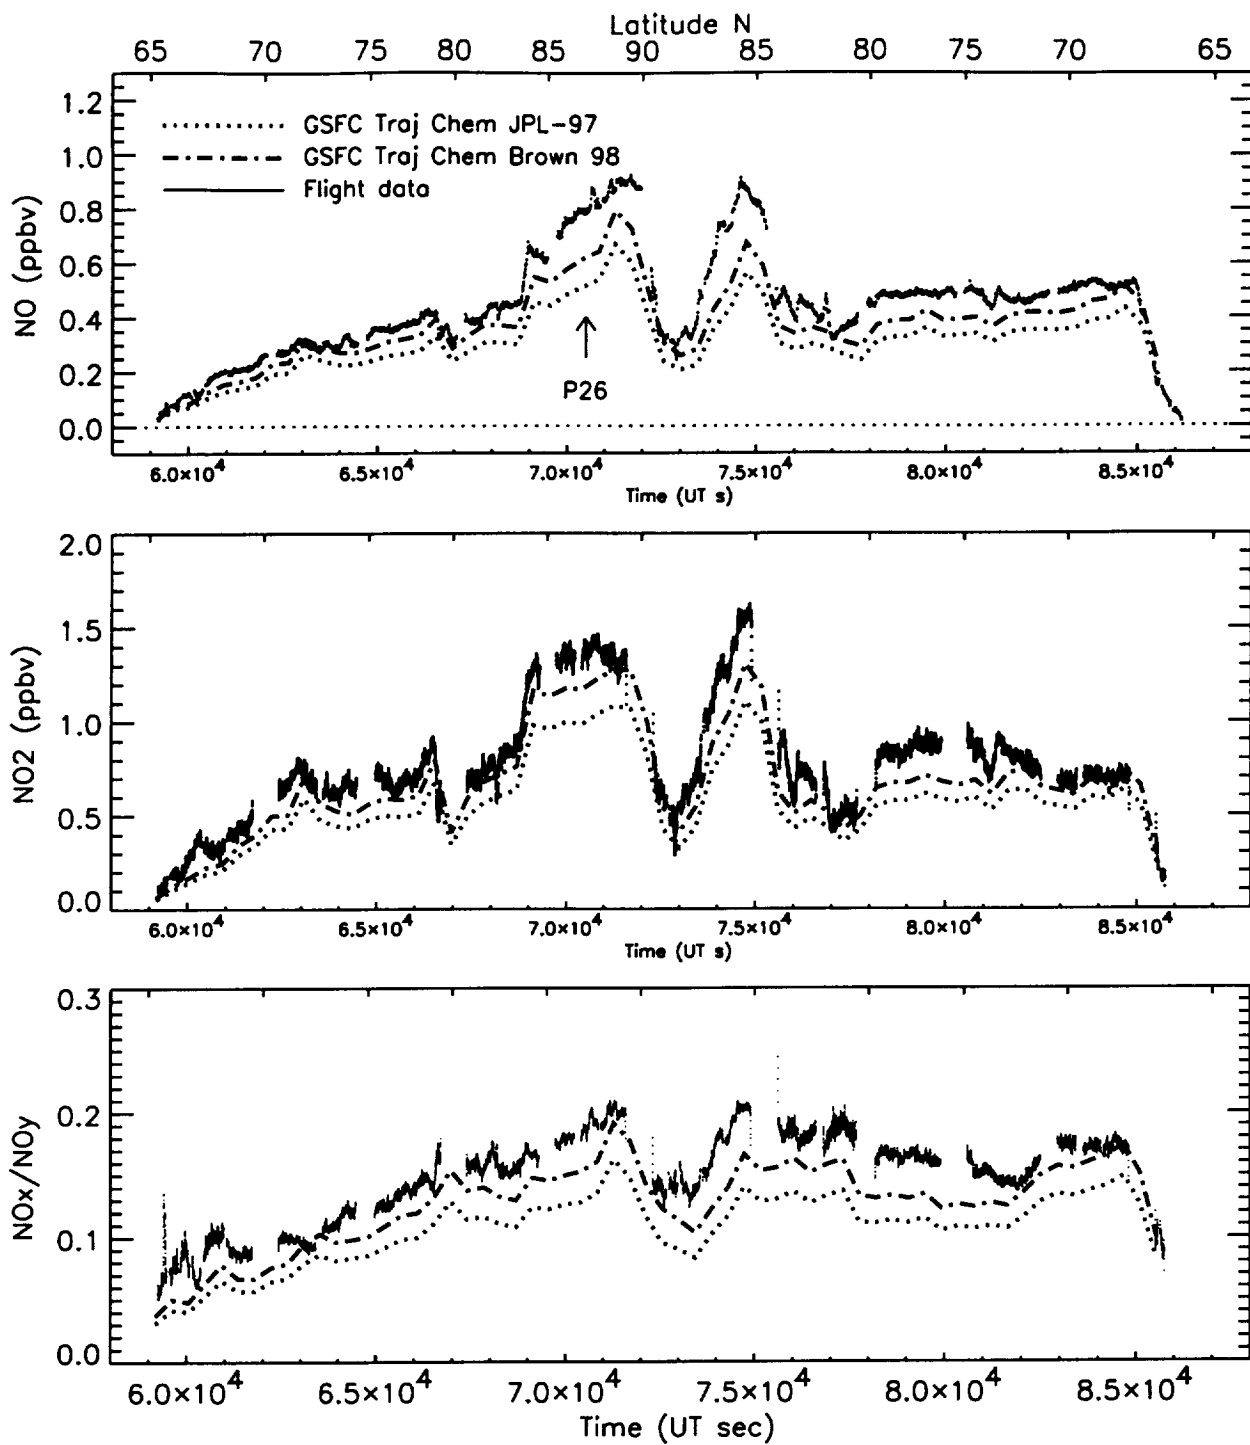 Latitude N
65 70 75 80 85 90 85 80 75 70 65
1.2
1.0
0.8
0.6
0.4
0.2
0.0
NO (ppbv)
GSFC Traj Chem JPL-97
GSFC Traj Chem Brown 98
Flight data
P26
6.0×10⁴ 6.5×10⁴ 7.0×10⁴ 7.5×10⁴ 8.0×10⁴ 8.5×10⁴
Time (UT s)
2.0
1.5
1.0
0.5
0.0
NO2 (ppbv)
6.0×10⁴ 6.5×10⁴ 7.0×10⁴ 7.5×10⁴ 8.0×10⁴ 8.5×10⁴
Time (UT s)
0.3
0.2
0.1
0.0
NOx/NOy
6.0×10⁴ 6.5×10⁴ 7.0×10⁴ 7.5×10⁴ 8.0×10⁴ 8.5×10⁴
Time (UT sec)